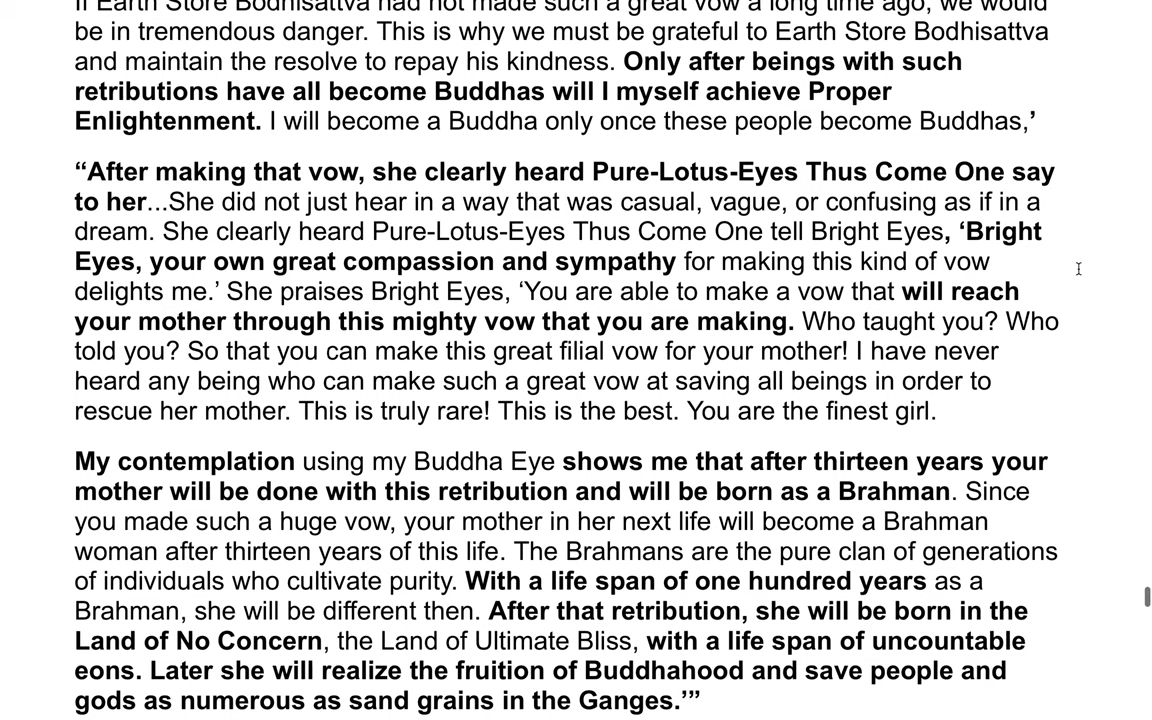 If Earth Store Bodhisattva had not made such a great vow a long time ago, we would
be in tremendous danger. This is why we must be grateful to Earth Store Bodhisattva
and maintain the resolve to repay his kindness. Only after beings with such
retributions have all become Buddhas will I myself achieve Proper
Enlightenment. I will become a Buddha only once these people become Buddhas,’
“After making that vow, she clearly heard Pure-Lotus-Eyes Thus Come One say
to her...She did not just hear in a way that was casual, vague, or confusing as if in a
dream. She clearly heard Pure-Lotus-Eyes Thus Come One tell Bright Eyes, ‘Bright
Eyes, your own great compassion and sympathy for making this kind of vow
delights me.’ She praises Bright Eyes, ‘You are able to make a vow that will reach
your mother through this mighty vow that you are making. Who taught you? Who
told you? So that you can make this great filial vow for your mother! I have never
heard any being who can make such a great vow at saving all beings in order to
rescue her mother. This is truly rare! This is the best. You are the finest girl.
My contemplation using my Buddha Eye shows me that after thirteen years your
mother will be done with this retribution and will be born as a Brahman. Since
you made such a huge vow, your mother in her next life will become a Brahman
woman after thirteen years of this life. The Brahmans are the pure clan of generations
of individuals who cultivate purity. With a life span of one hundred years as a
Brahman, she will be different then. After that retribution, she will be born in the
Land of No Concern, the Land of Ultimate Bliss, with a life span of uncountable
eons. Later she will realize the fruition of Buddhahood and save people and
gods as numerous as sand grains in the Ganges.’”